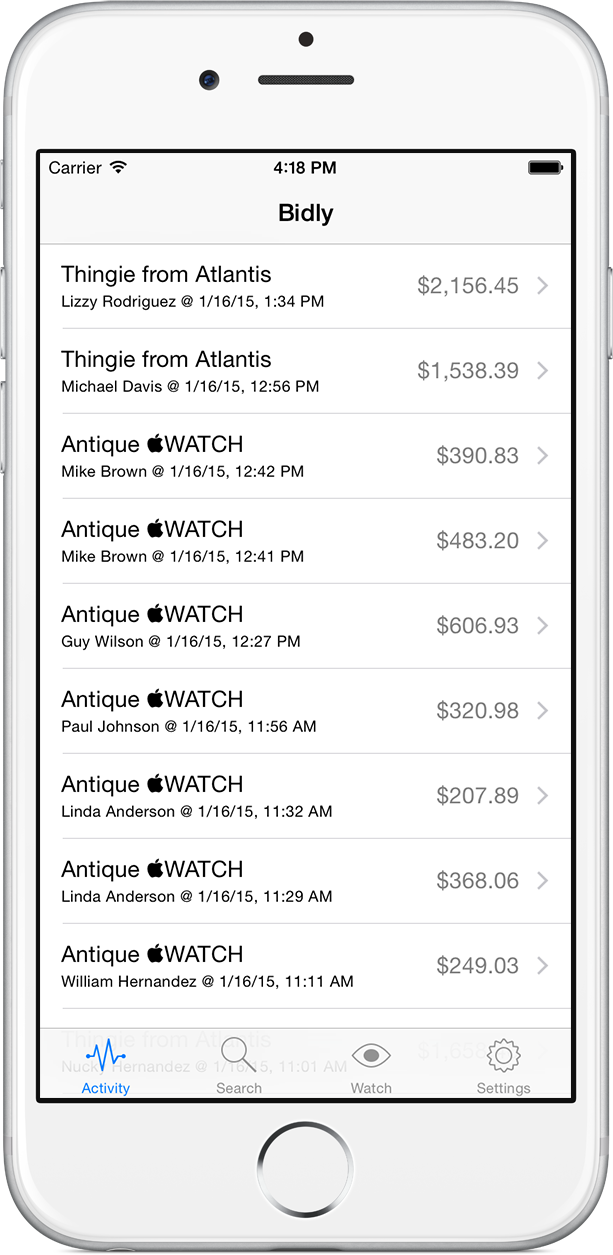 Carrier 4:18 PM
Bidly
Thingie from Atlantis
Lizzy Rodriguez @ 1/16/15, 1:34 PM
$2,156.45
Thingie from Atlantis
Michael Davis @ 1/16/15, 12:56 PM
$1,538.39
Antique WATCH
Mike Brown @ 1/16/15, 12:42 PM
$390.83
Antique WATCH
Mike Brown @ 1/16/15, 12:41 PM
$483.20
Antique WATCH
Guy Wilson @ 1/16/15, 12:27 PM
$606.93
Antique WATCH
Paul Johnson @ 1/16/15, 11:56 AM
$320.98
Antique WATCH
Linda Anderson @ 1/16/15, 11:32 AM
$207.89
Antique WATCH
Linda Anderson @ 1/16/15, 11:29 AM
$368.06
Antique WATCH
William Hernandez @ 1/16/15, 11:11 AM
$249.03
Thingie from Atlantis
Nucky Hernandez @ 1/16/15, 11:01 AM
Activity Search Watch Settings